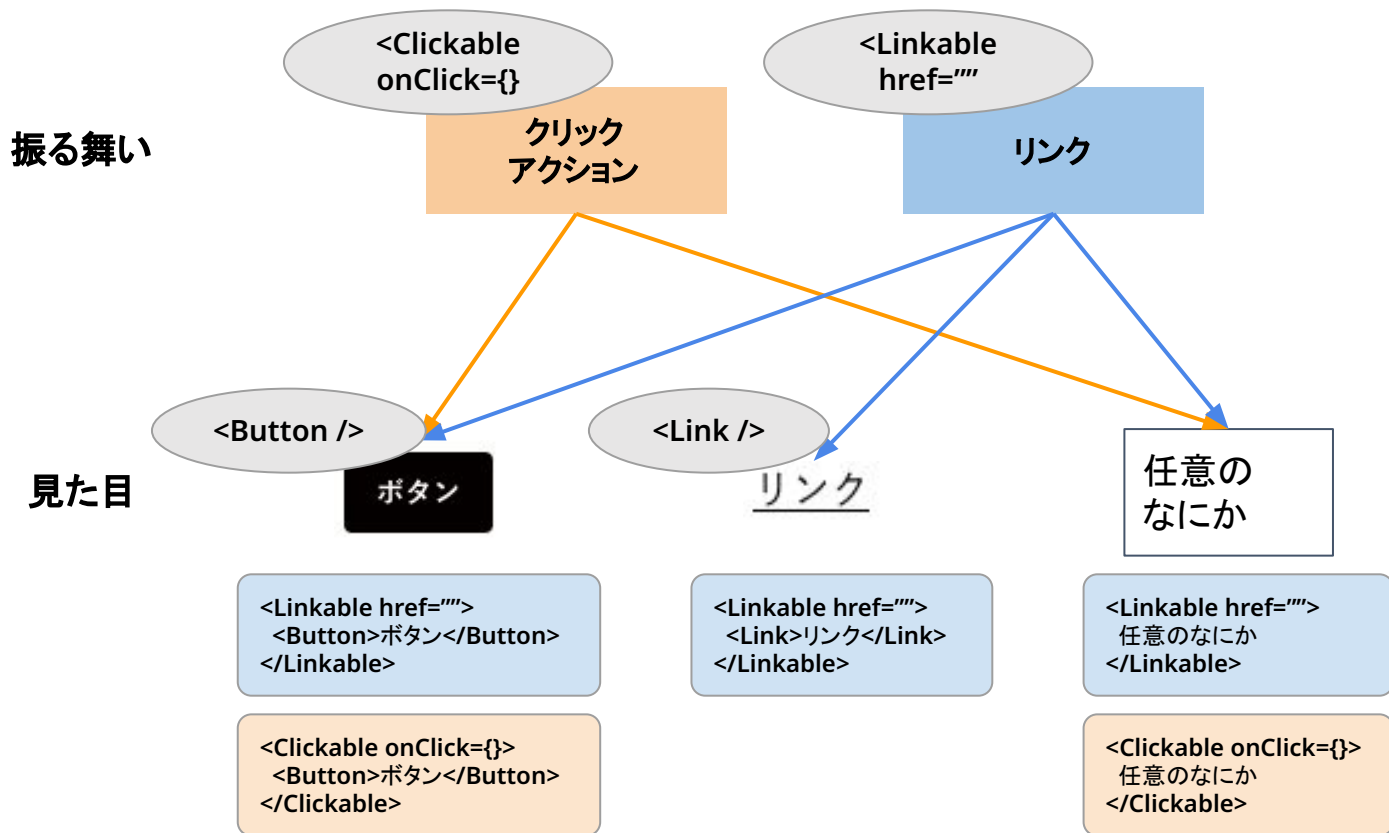 <Clickable
onClick={}
<Linkable
href=””
振る舞い
クリック
アクション
リンク
<Button />
<Link />
見た目
ボタン
リンク
任意の
なにか
<Linkable href=””>
<Button>ボタン</Button>
</Linkable>
<Linkable href=””>
<Link>リンク</Link>
</Linkable>
<Linkable href=””>
任意のなにか
</Linkable>
<Clickable onClick={}>
<Button>ボタン</Button>
</Clickable>
<Clickable onClick={}>
任意のなにか
</Clickable>